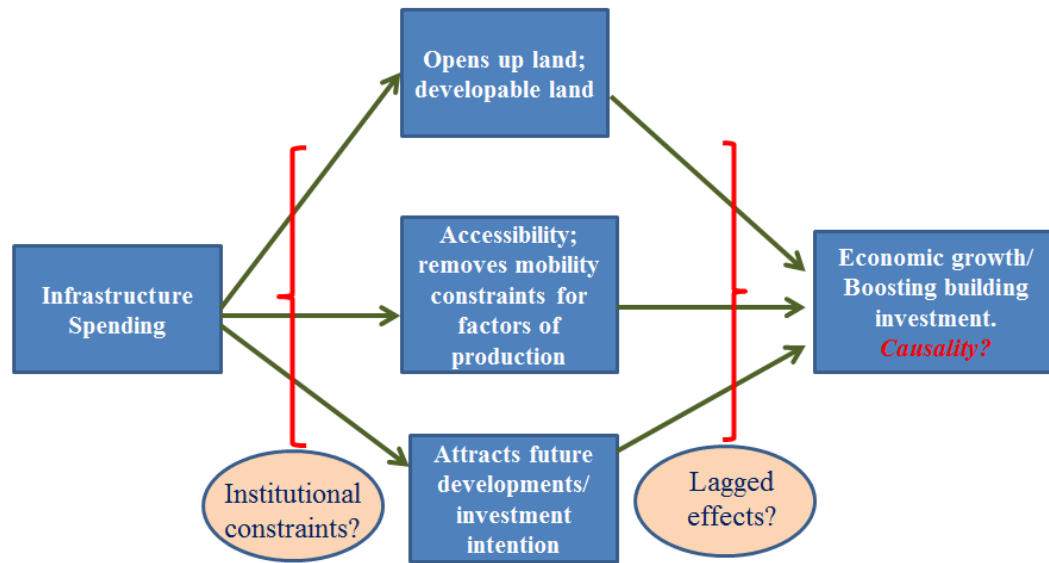 Opens up land;
developable land
Infrastructure
Spending
Accessibility;
removes mobility
constraints for
factors of
production
Economic growth/
Boosting building
investment.
Causality?
Institutional
constraints?
Attracts future
developments/
investment
intention
Lagged
effects?